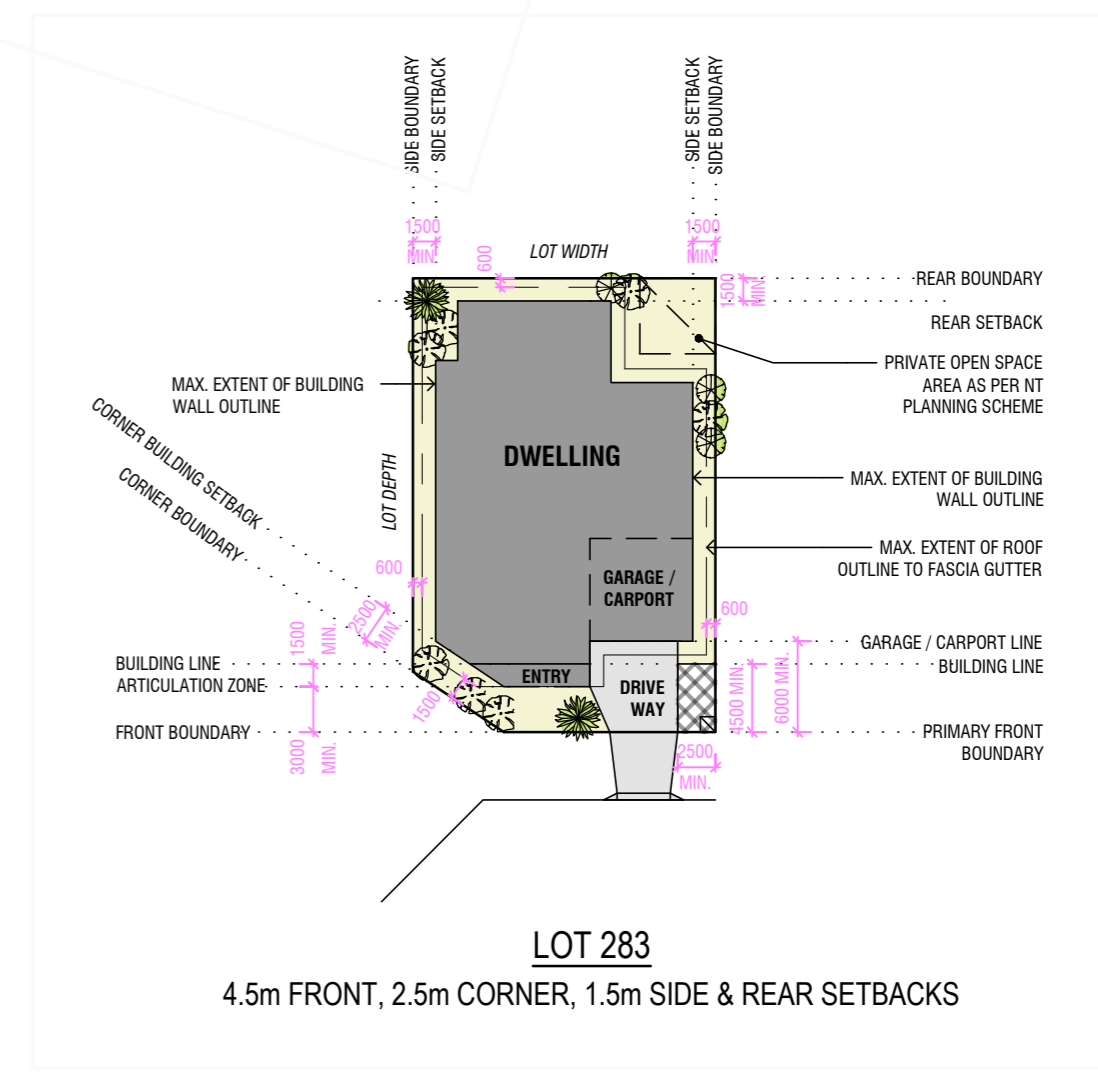 SIDE BOUNDARY
SIDE SETBACK
SIDE SETBACK
SIDE BOUNDARY
1500
MIN.
1500
MIN.
LOT WIDTH
600
1500
MIN.
REAR BOUNDARY
REAR SETBACK
PRIVATE OPEN SPACE
AREA AS PER NT
PLANNING SCHEME
MAX. EXTENT OF BUILDING
WALL OUTLINE
CORNER BUILDING SETBACK
CORNER BOUNDARY
LOT DEPTH
DWELLING
MAX. EXTENT OF BUILDING
WALL OUTLINE
MAX. EXTENT OF ROOF
OUTLINE TO FASCIA GUTTER
GARAGE /
CARPORT
600
2500
MIN.
600
1500
MIN.
GARAGE / CARPORT LINE
BUILDING LINE
BUILDING LINE
ARTICULATION ZONE
ENTRY
DRIVE
WAY
1500
4500 MIN.
6000 MIN.
FRONT BOUNDARY
3000
MIN.
2500
MIN.
PRIMARY FRONT
BOUNDARY
LOT 283
4.5m FRONT, 2.5m CORNER, 1.5m SIDE & REAR SETBACKS